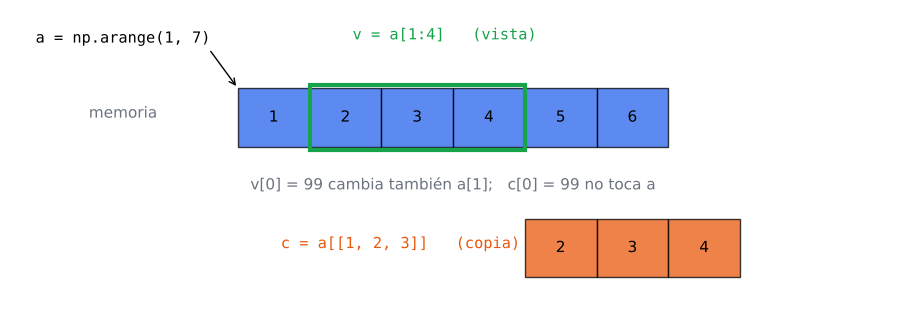 a = np.arange(1, 7)
v = a[1:4]   (vista)
memoria
1 2 3 4 5 6
v[0] = 99 cambia también a[1];   c[0] = 99 no toca a
c = a[[1, 2, 3]]   (copia)
2 3 4